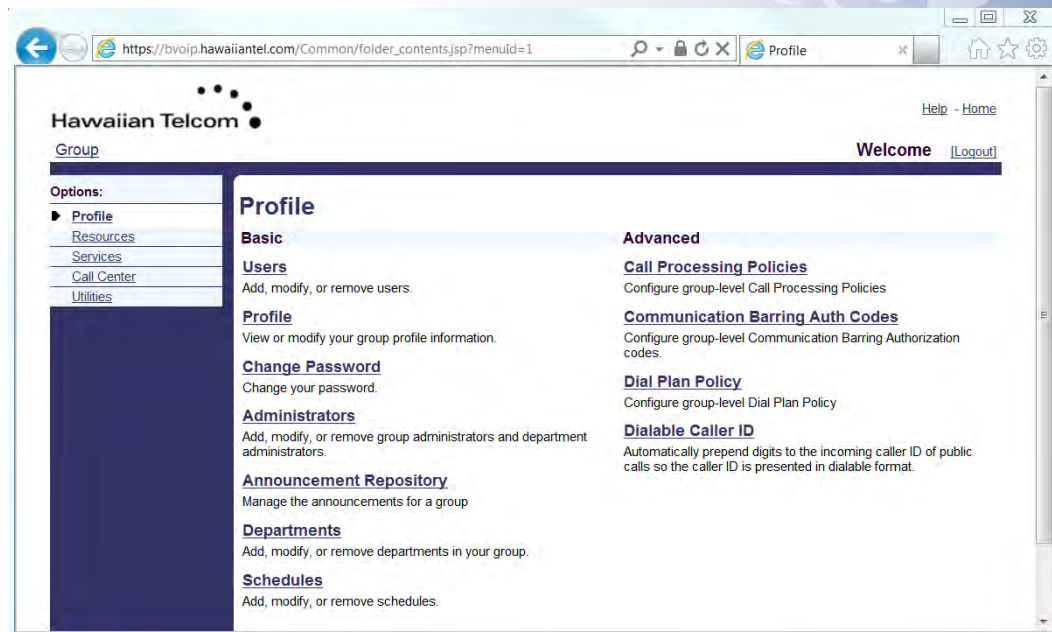 https://bvoip.hawaiiantel.com/Common/folder_contents.jsp?menuId=1
Profile
Hawaiian Telcom
Help - Home
Group
Welcome [Logout]
Options:
Profile
Resources
Services
Call Center
Utilities
Profile
Basic
Users
Add, modify, or remove users.
Profile
View or modify your group profile information.
Change Password
Change your password.
Administrators
Add, modify, or remove group administrators and department
administrators.
Announcement Repository
Manage the announcements for a group
Departments
Add, modify, or remove departments in your group.
Schedules
Add, modify, or remove schedules.
Advanced
Call Processing Policies
Configure group-level Call Processing Policies
Communication Barring Auth Codes
Configure group-level Communication Barring Authorization
codes.
Dial Plan Policy
Configure group-level Dial Plan Policy
Dialable Caller ID
Automatically prepend digits to the incoming caller ID of public
calls so the caller ID is presented in dialable format.